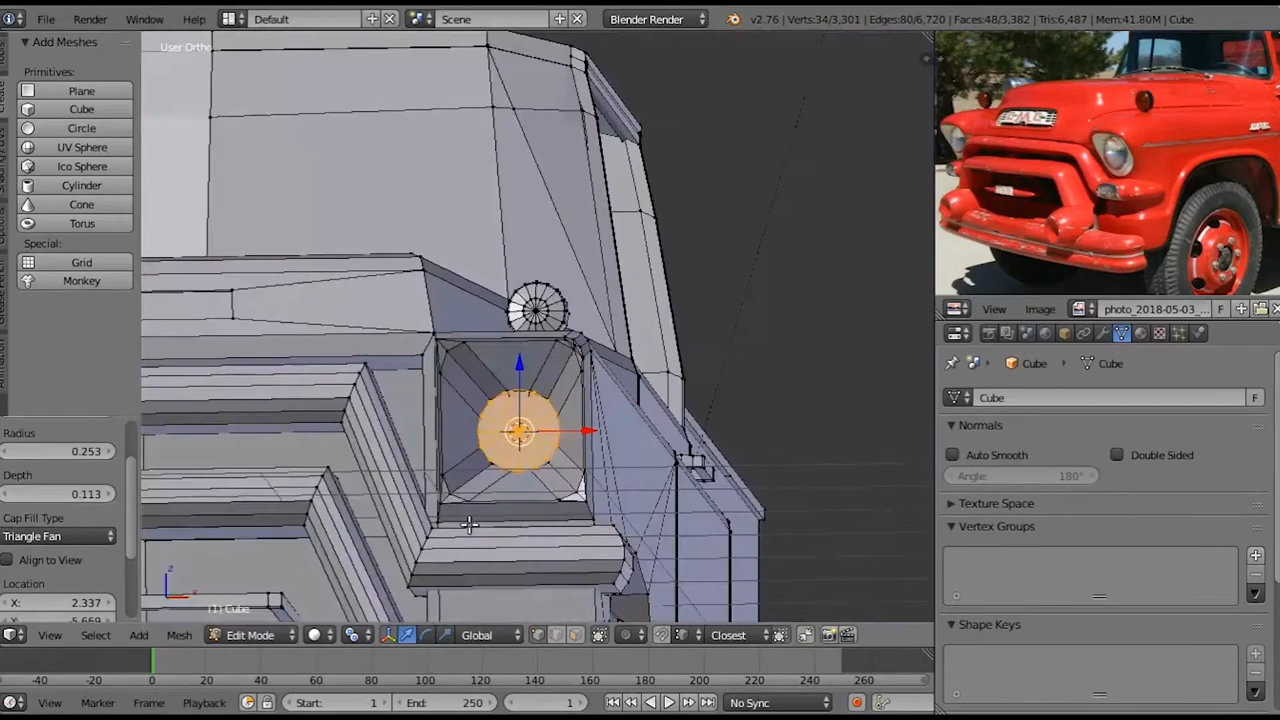 File Render Window Help Default Scene Blender Render v2.76 | Verts:34/3,301 | Edges:80/6,720 | Faces:48/3,382 | Tris:6,487 | Mem:41.80M | Cube
Add Meshes
User Ortho
Primitives:
Plane
Cube
Circle
UV Sphere
Ico Sphere
Cylinder
Cone
Torus
Special:
Grid
Monkey
Radius
0.253
Depth
0.113
Cap Fill Type
Triangle Fan
Align to View
Location
X: 2.337
z
x
(1) Cube
View Select Add Mesh Edit Mode Global Closest
-40 -20 0 20 40 60 80 100 120 140 160 180 200 220 240 260
View Marker Frame Playback Start: 1 End: 250 1 No Sync
View Image photo_2018-05-03_... F
Cube Cube
Cube F
Normals
Auto Smooth Double Sided
Angle: 180°
Texture Space
Vertex Groups
Shape Keys